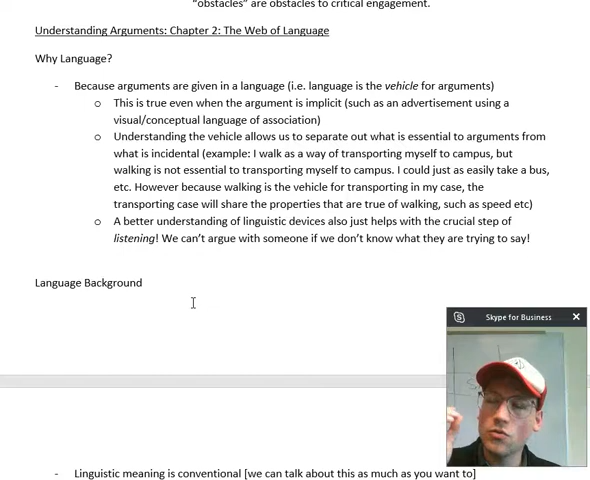 "obstacles" are obstacles to critical engagement.
Understanding Arguments: Chapter 2: The Web of Language
Why Language?
- Because arguments are given in a language (i.e. language is the vehicle for arguments)
o This is true even when the argument is implicit (such as an advertisement using a
visual/conceptual language of association)
o Understanding the vehicle allows us to separate out what is essential to arguments from
what is incidental (example: I walk as a way of transporting myself to campus, but
walking is not essential to transporting myself to campus. I could just as easily take a bus,
etc. However because walking is the vehicle for transporting in my case, the
transporting case will share the properties that are true of walking, such as speed etc)
o A better understanding of linguistic devices also just helps with the crucial step of
listening! We can't argue with someone if we don't know what they are trying to say!
Language Background
Skype for Business
- Linguistic meaning is conventional [we can talk about this as much as you want to]